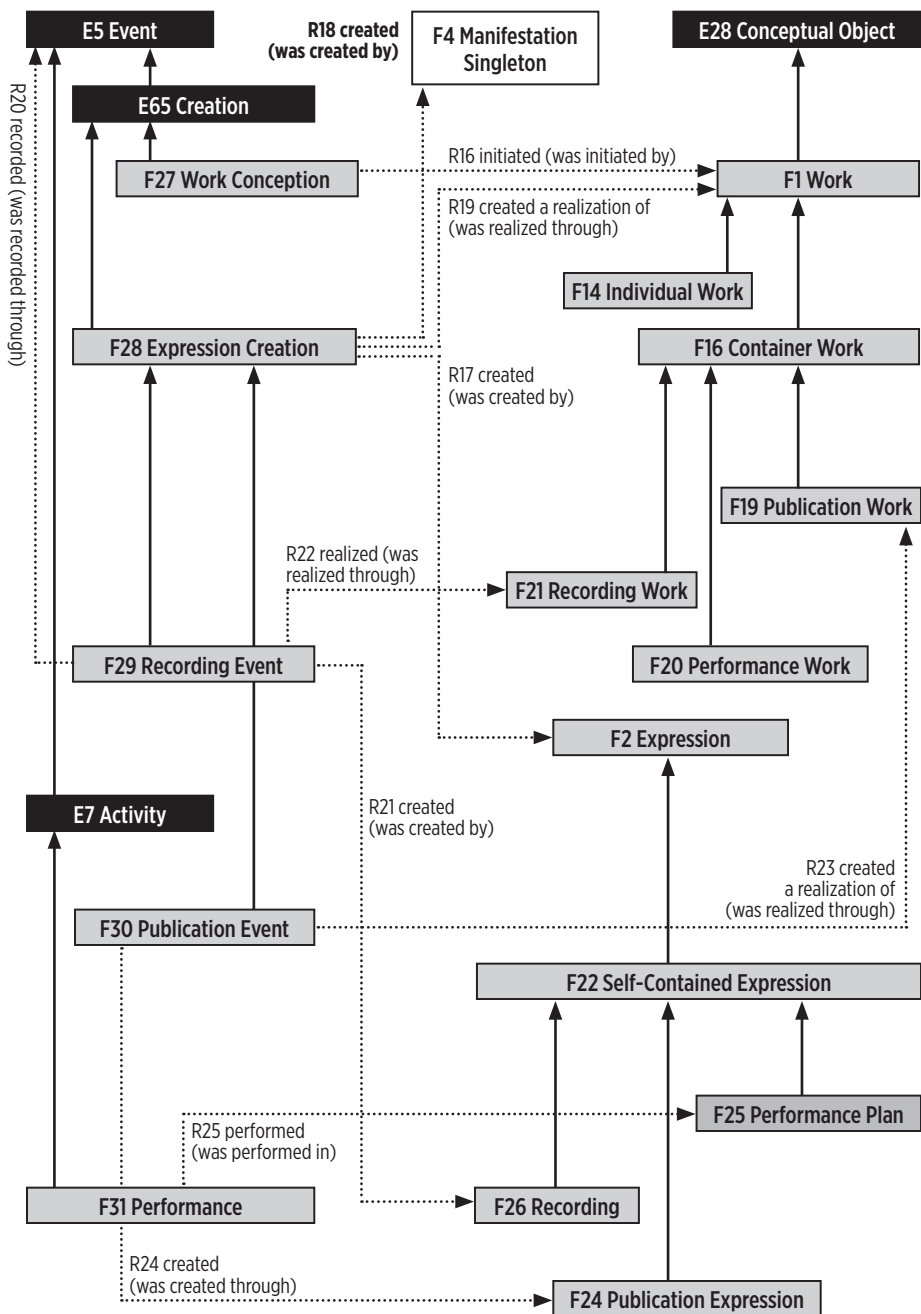 E5 Event
R18 created
(was created by)
F4 Manifestation
Singleton
E28 Conceptual Object
R20 recorded (was recorded through)
E65 Creation
F27 Work Conception
R16 initiated (was initiated by)
F1 Work
R19 created a realization of
(was realized through)
F14 Individual Work
F28 Expression Creation
F16 Container Work
R17 created
(was created by)
F19 Publication Work
R22 realized (was
realized through)
F21 Recording Work
F29 Recording Event
F20 Performance Work
F2 Expression
E7 Activity
R21 created
(was created by)
R23 created
a realization of
(was realized through)
F30 Publication Event
F22 Self-Contained Expression
F25 Performance Plan
R25 performed
(was performed in)
F31 Performance
F26 Recording
R24 created
(was created through)
F24 Publication Expression